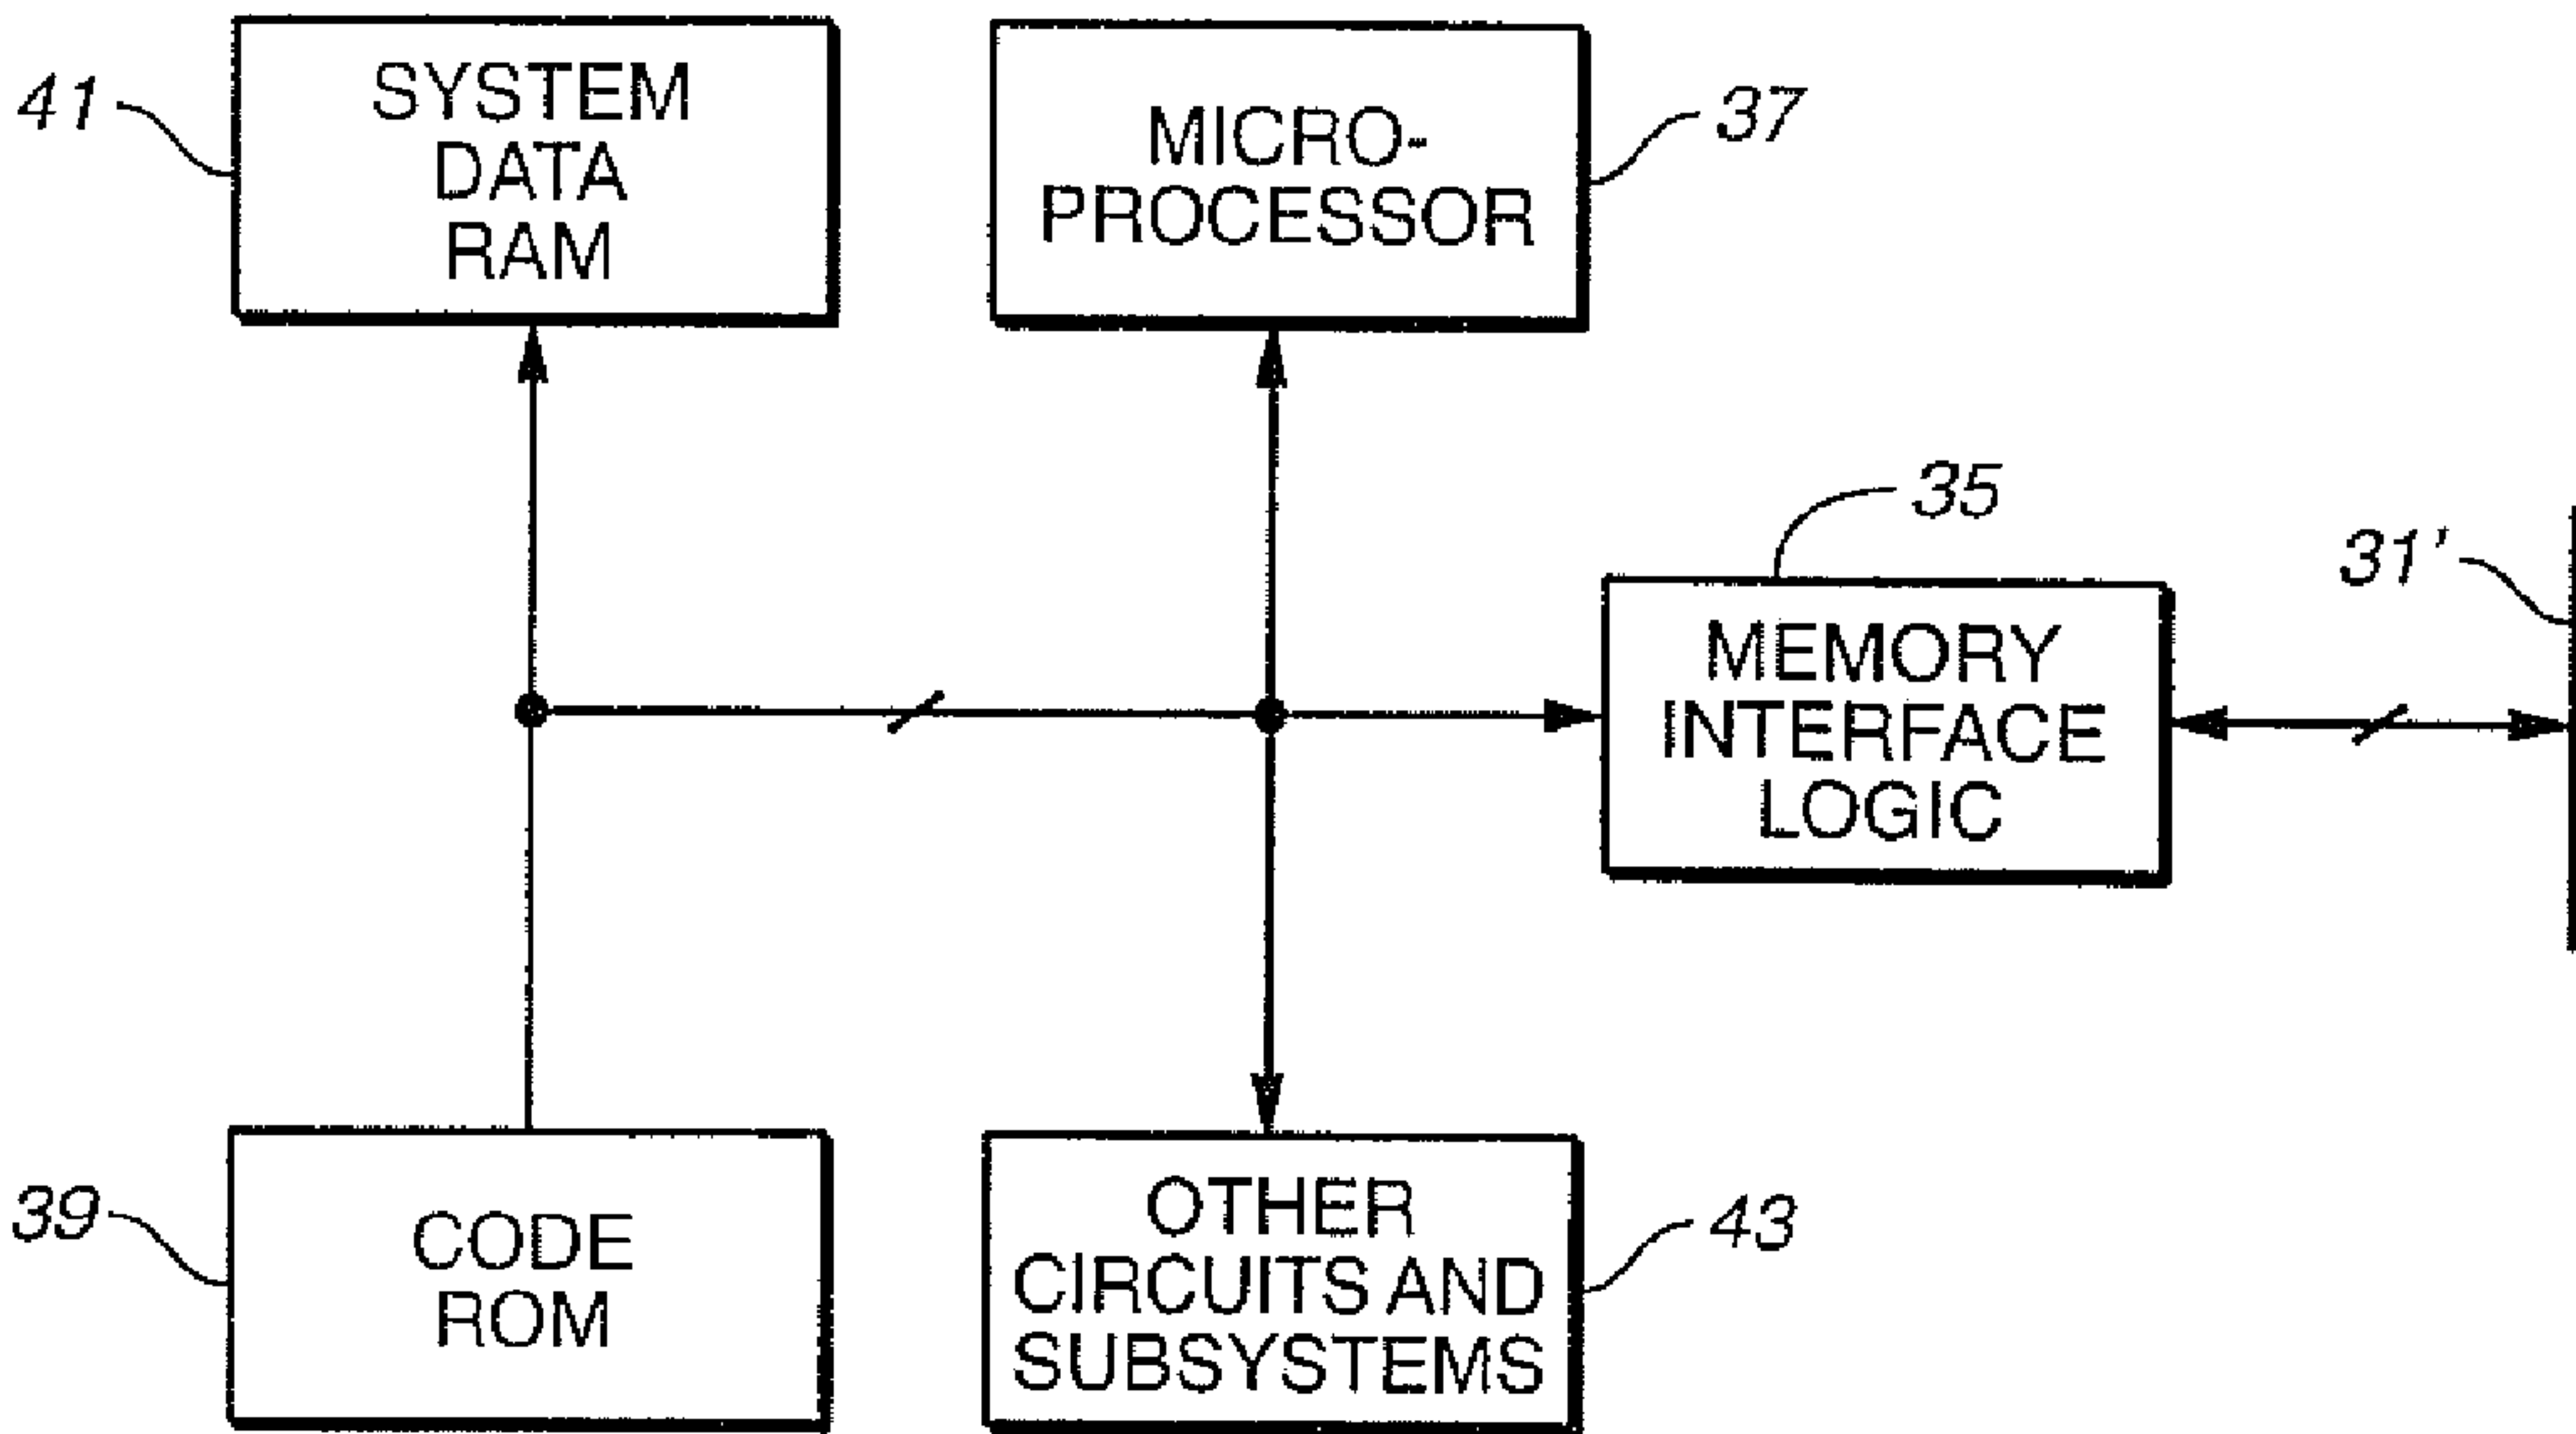 41
SYSTEM
DATA
RAM
MICRO-
PROCESSOR
37
35
31'
MEMORY
INTERFACE
LOGIC
39
CODE
ROM
OTHER
CIRCUITS AND
SUBSYSTEMS
43